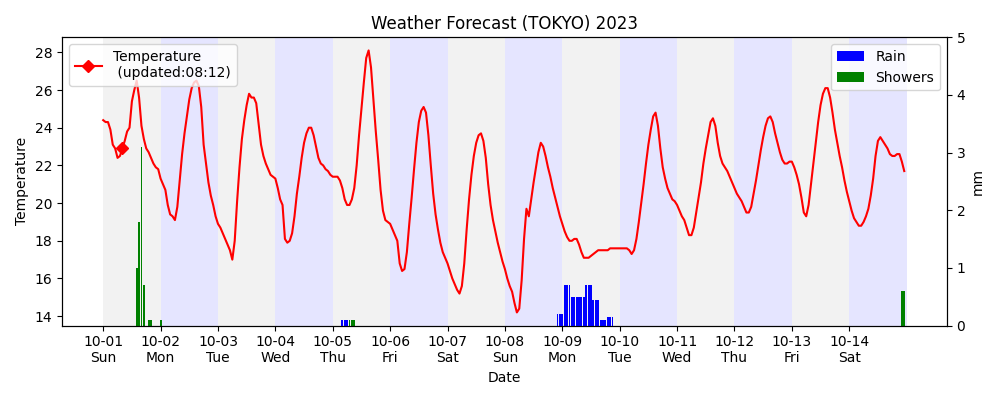 Weather Forecast (TOKYO) 2023
Temperature
(updated:08:12)
Rain
Showers
28
26
24
22
20
18
16
14
Temperature
5
4
3
2
1
0
mm
10-01 10-02 10-03 10-04 10-05 10-06 10-07 10-08 10-09 10-10 10-11 10-12 10-13 10-14
Sun Mon Tue Wed Thu Fri Sat Sun Mon Tue Wed Thu Fri Sat
Date